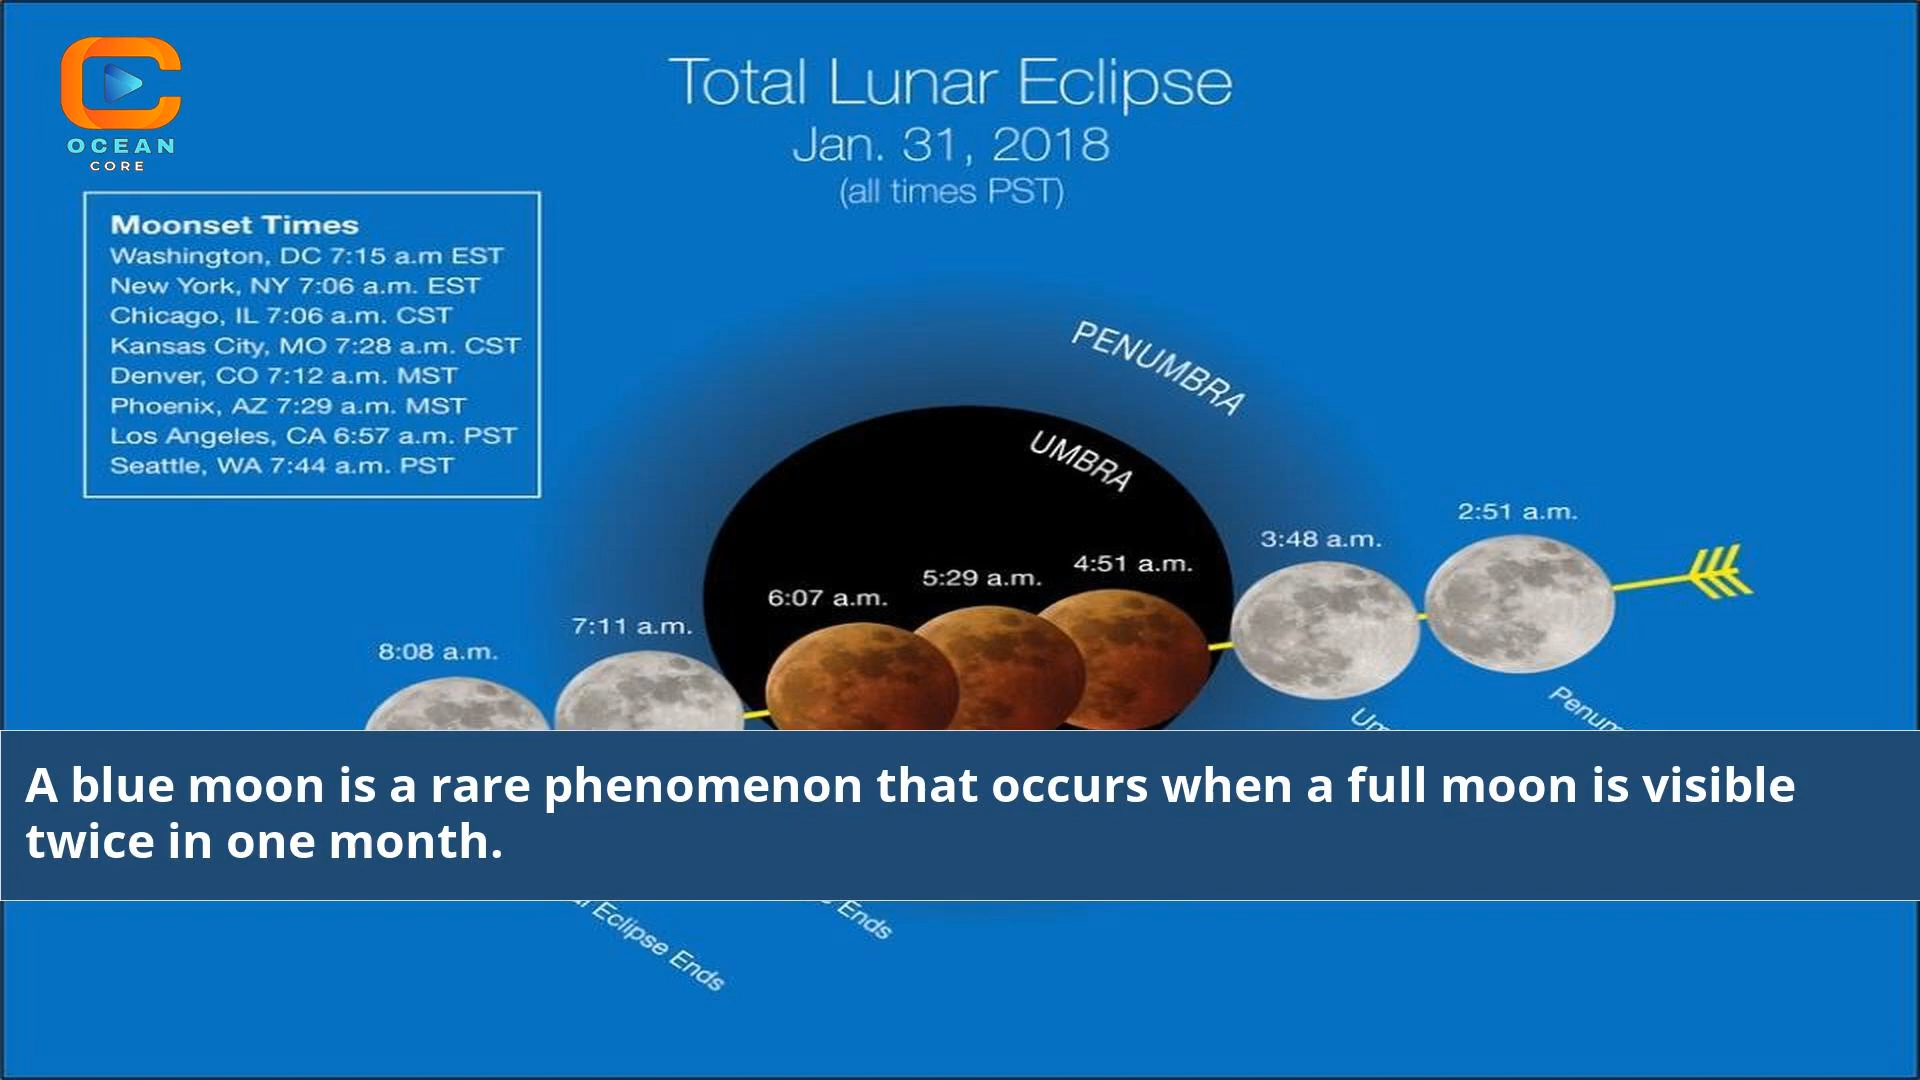 OCEAN
CORE
Total Lunar Eclipse
Jan. 31, 2018
(all times PST)
Moonset Times
Washington, DC 7:15 a.m EST
New York, NY 7:06 a.m. EST
Chicago, IL 7:06 a.m. CST
Kansas City, MO 7:28 a.m. CST
Denver, CO 7:12 a.m. MST
Phoenix, AZ 7:29 a.m. MST
Los Angeles, CA 6:57 a.m. PST
Seattle, WA 7:44 a.m. PST
PENUMBRA
UMBRA
2:51 a.m.
3:48 a.m.
4:51 a.m.
5:29 a.m.
6:07 a.m.
7:11 a.m.
8:08 a.m.
A blue moon is a rare phenomenon that occurs when a full moon is visible
twice in one month.
Eclipse Ends
Ends